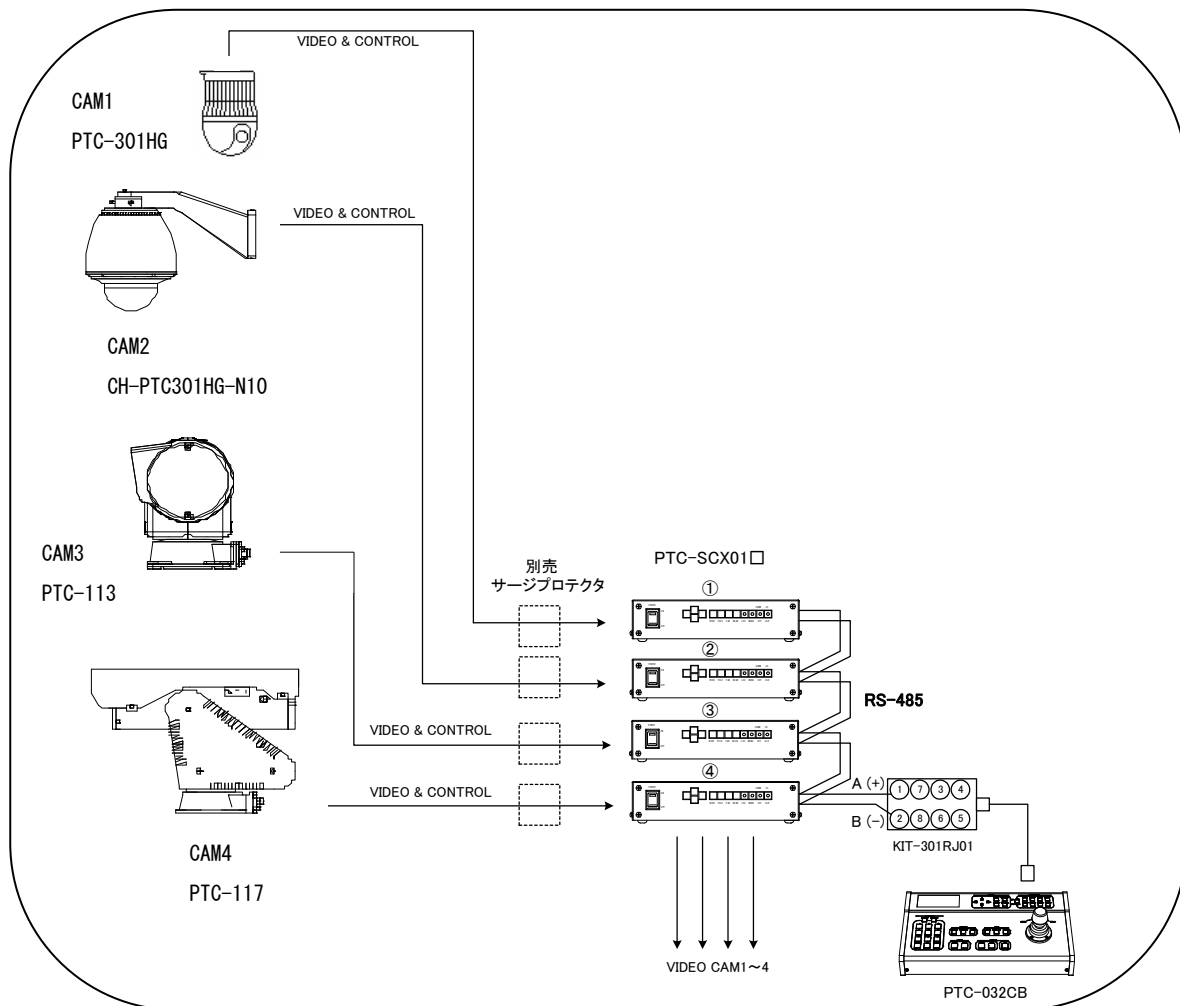 VIDEO & CONTROL
CAM1
PTC-301HG
VIDEO & CONTROL
CAM2
CH-PTC301HG-N10
CAM3
PTC-113
別売
サージプロテクタ
PTC-SCX01□
①
②
③
④
RS-485
VIDEO & CONTROL
VIDEO & CONTROL
A (+)
B (-)
1 7 3 4
2 8 6 5
KIT-301RJ01
CAM4
PTC-117
VIDEO CAM1～4
PTC-032CB